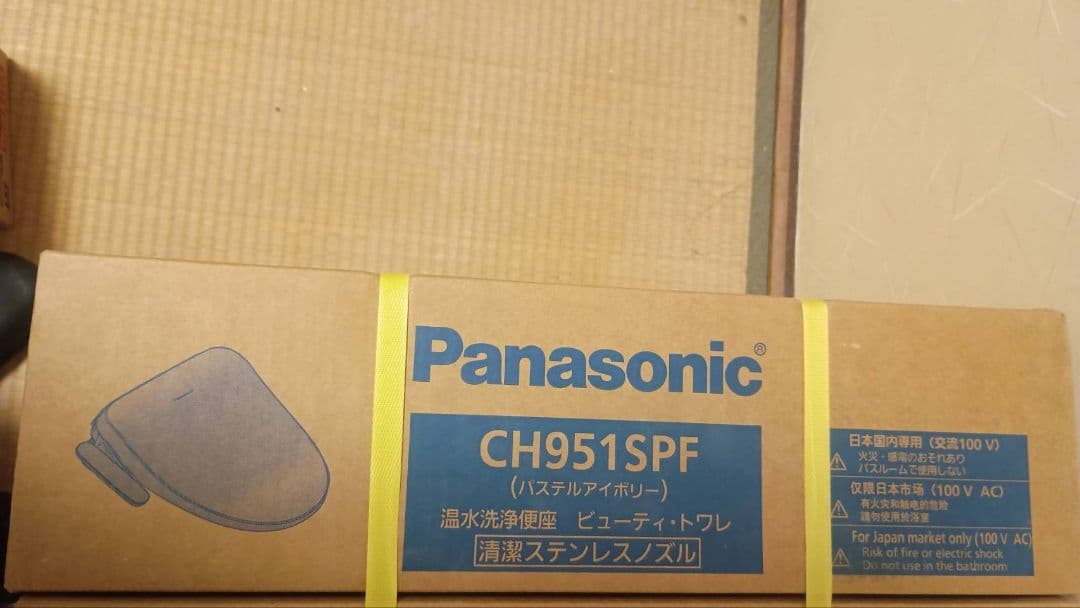 Panasonic®
CH951SPF
(パステルアイボリー)
温水洗浄便座 ビューティ・トワレ
清潔ステンレスノズル
日本国内専用(交流100 V)
火災・感電のおそれあり
バスルームで使用しない
仅限日本市场(100 V AC)
有火灾和触电的危险
請勿使用於浴室
For Japan market only (100 V AC)
Risk of fire or electric shock
Do not use in the bathroom